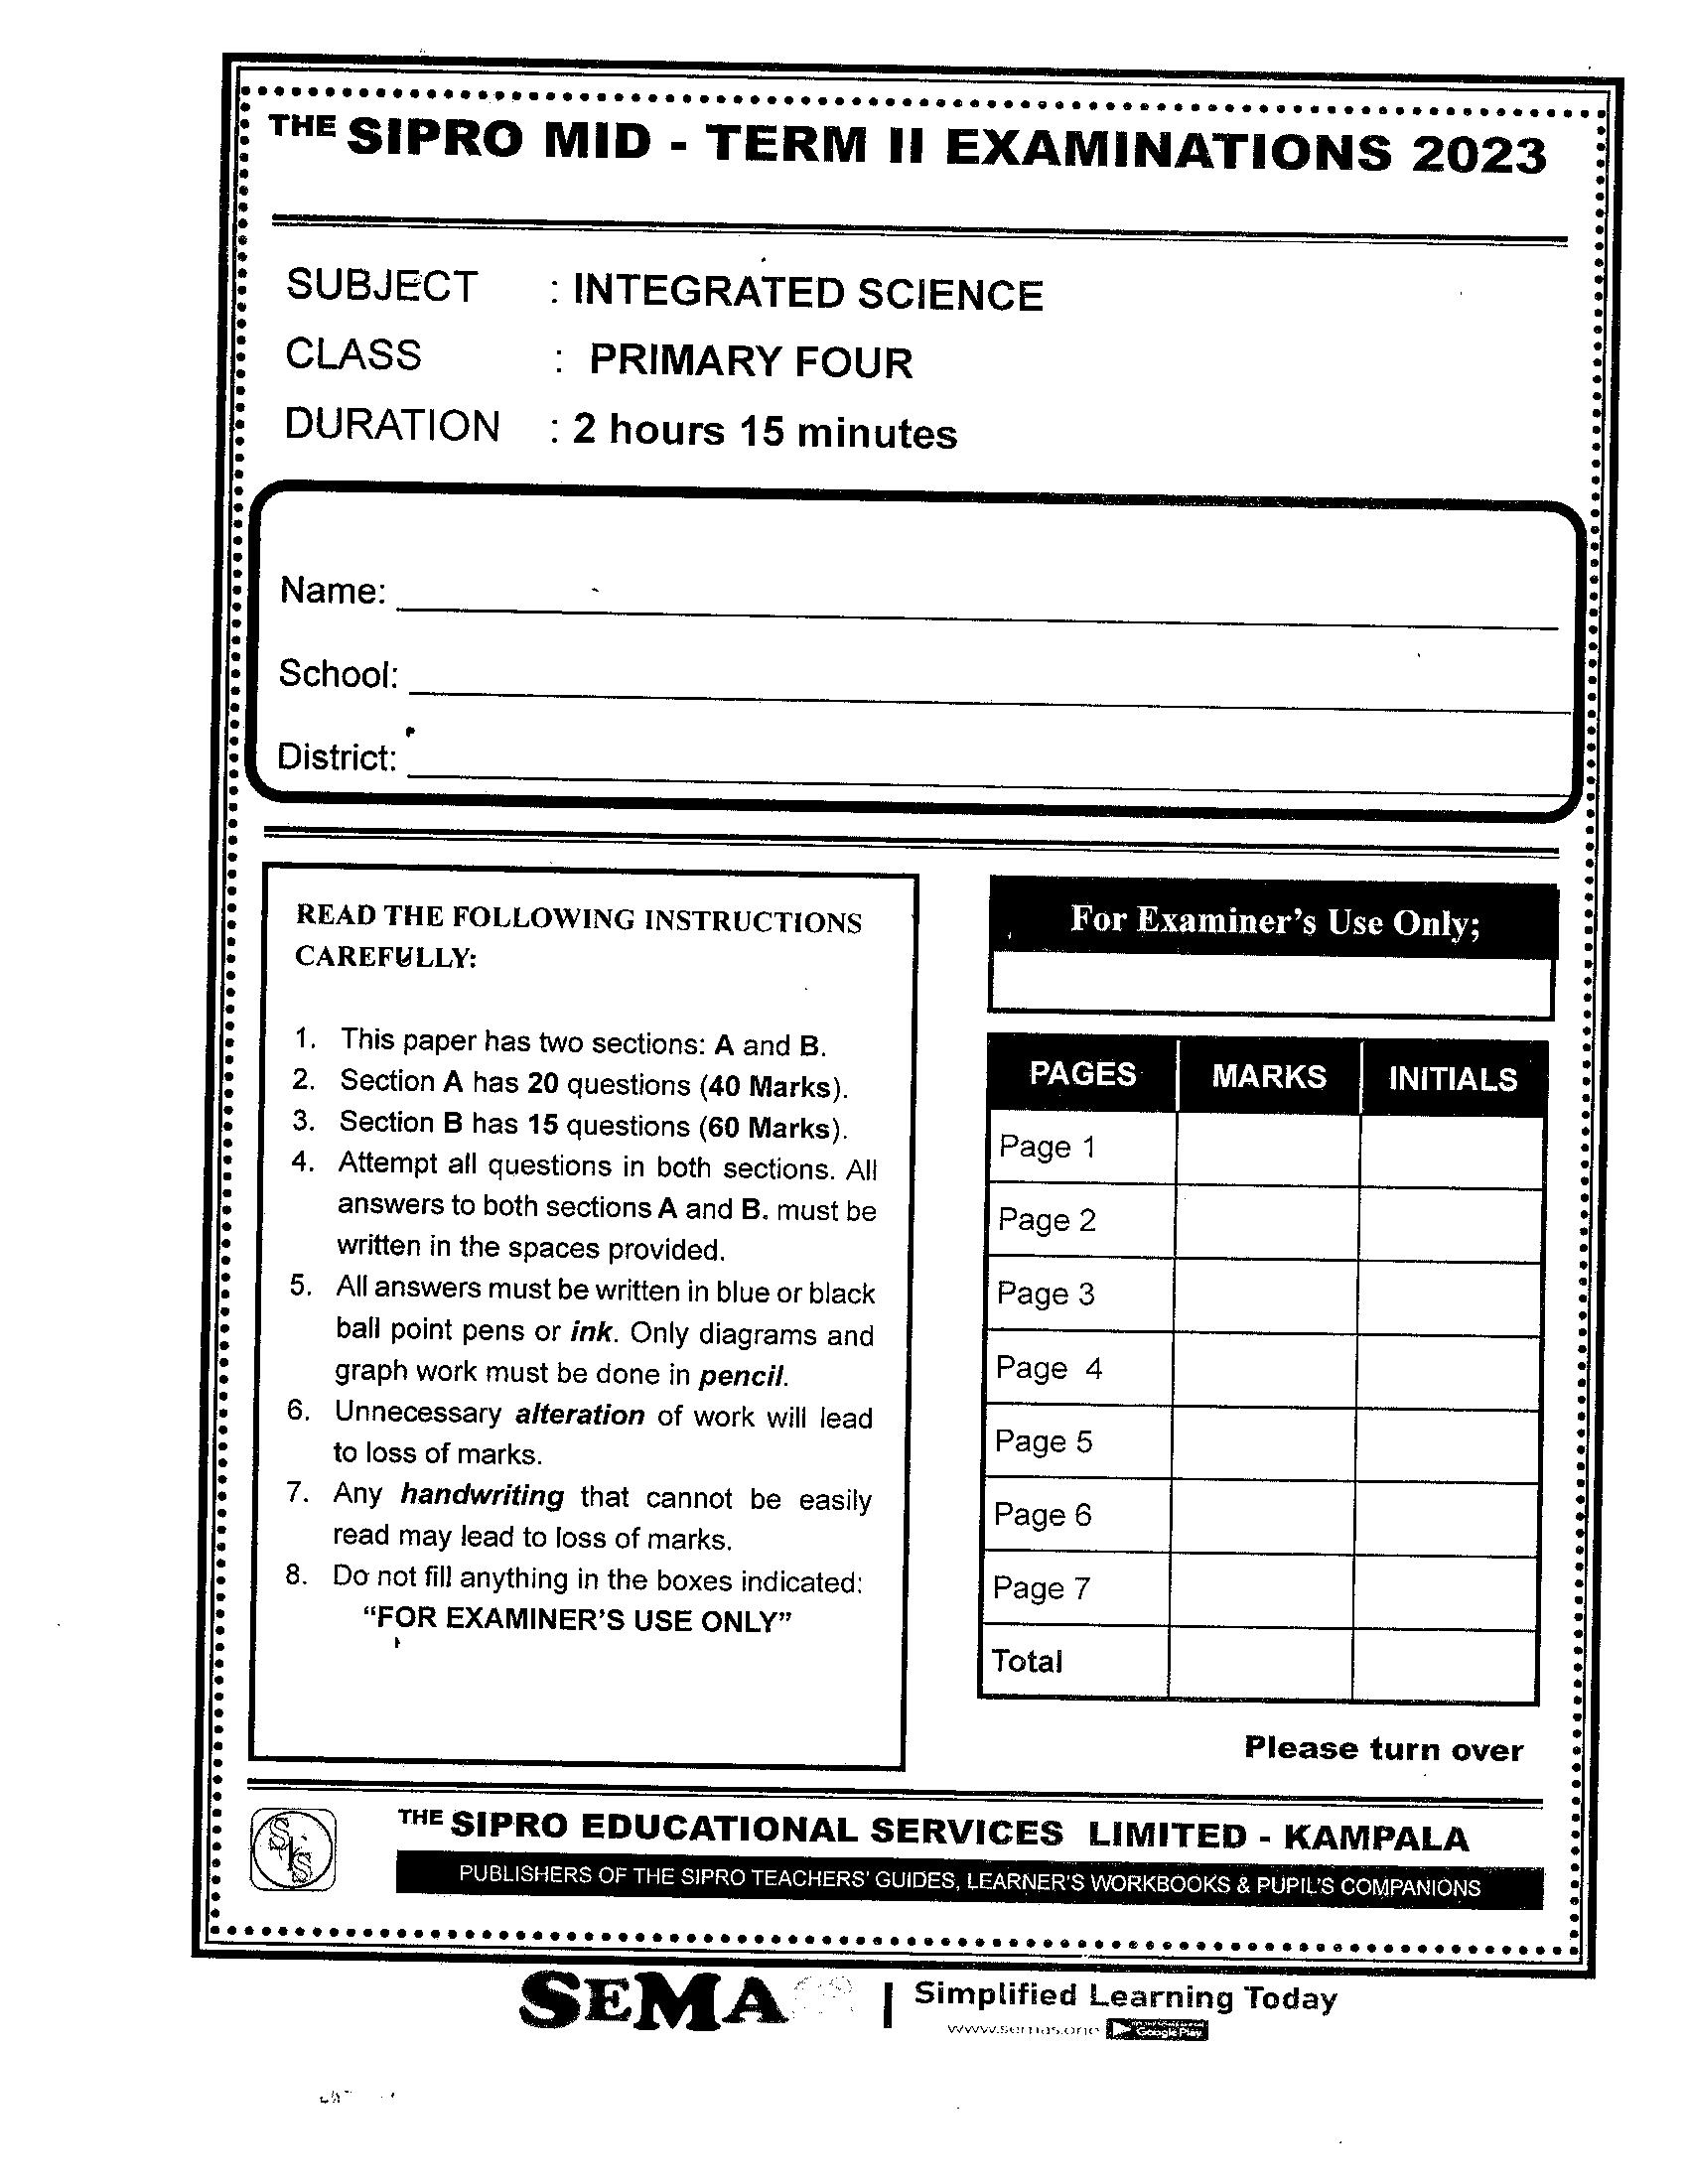 THE SIPRO MID - TERM II EXAMINATIONS 2023
SUBJECT : INTEGRATED SCIENCE
CLASS : PRIMARY FOUR
DURATION : 2 hours 15 minutes
Name:
School:
District:
READ THE FOLLOWING INSTRUCTIONS
CAREFULLY:
1. This paper has two sections: A and B.
2. Section A has 20 questions (40 Marks).
3. Section B has 15 questions (60 Marks).
4. Attempt all questions in both sections. All
answers to both sections A and B. must be
written in the spaces provided.
5. All answers must be written in blue or black
ball point pens or ink. Only diagrams and
graph work must be done in pencil.
6. Unnecessary alteration of work will lead
to loss of marks.
7. Any handwriting that cannot be easily
read may lead to loss of marks.
8. Do not fill anything in the boxes indicated:
“FOR EXAMINER’S USE ONLY”
For Examiner’s Use Only;
PAGES MARKS INITIALS
Page 1
Page 2
Page 3
Page 4
Page 5
Page 6
Page 7
Total
Please turn over
THE SIPRO EDUCATIONAL SERVICES LIMITED - KAMPALA
PUBLISHERS OF THE SIPRO TEACHERS’ GUIDES, LEARNER’S WORKBOOKS & PUPIL’S COMPANIONS
SEMA | Simplified Learning Today
www.semas.one Google Play